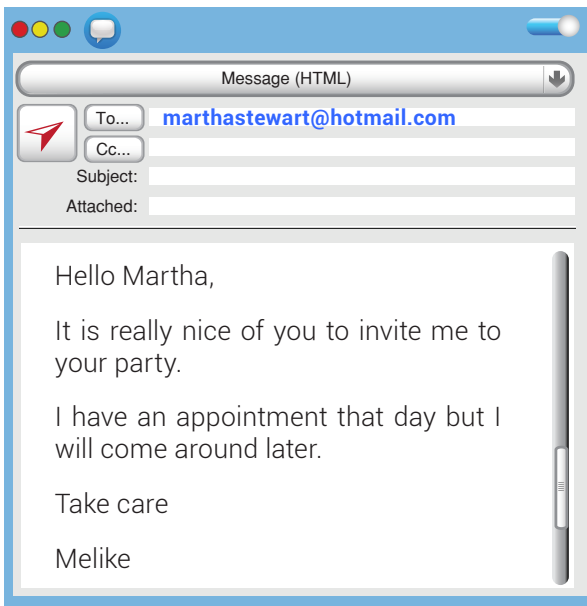 Message (HTML)
To... marthastewart@hotmail.com
Cc...
Subject:
Attached:
Hello Martha,
It is really nice of you to invite me to
your party.
I have an appointment that day but I
will come around later.
Take care
Melike